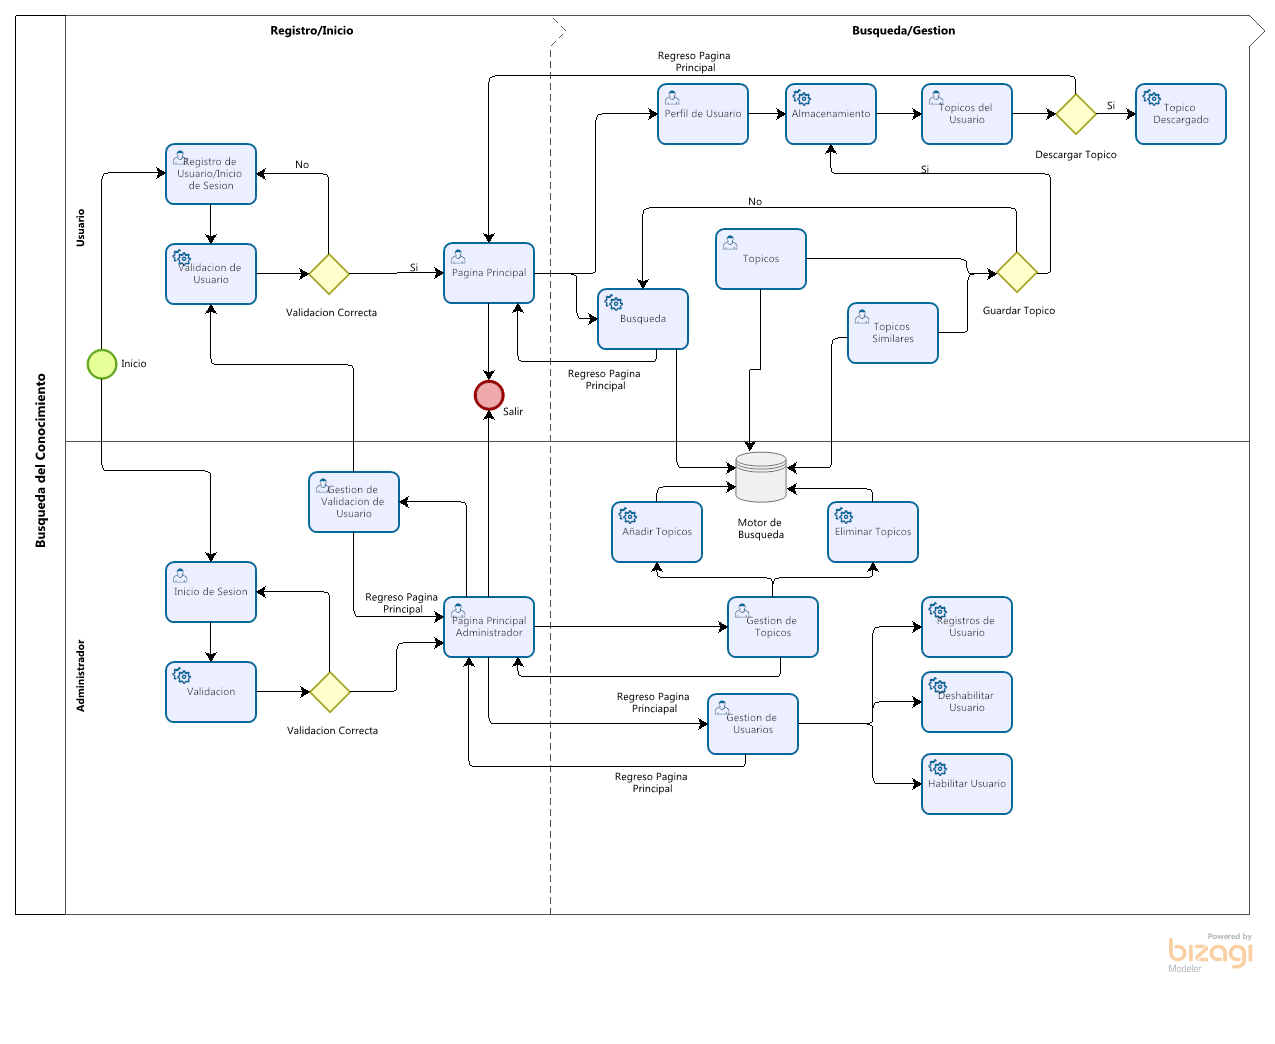 Registro/Inicio
Busqueda/Gestion
Busqueda del Conocimiento
Usuario
Regreso Pagina
Principal
Perfil de Usuario
Almacenamiento
Topicos del
Usuario
Si
Topico
Descargado
Descargar Topico
Registro de
Usuario/Inicio
de Sesion
No
Si
No
Validacion de
Usuario
Validacion Correcta
Si
Pagina Principal
Topicos
Busqueda
Guardar Topico
Topicos
Similares
Inicio
Regreso Pagina
Principal
Salir
Administrador
Gestion de
Validacion de
Usuario
Motor de
Busqueda
Añadir Topicos
Eliminar Topicos
Inicio de Sesion
Regreso Pagina
Principal
Pagina Principal
Administrador
Gestion de
Topicos
Registros de
Usuario
Validacion
Validacion Correcta
Regreso Pagina
Princiapal
Gestion de
Usuarios
Deshabilitar
Usuario
Regreso Pagina
Principal
Habilitar Usuario
Powered by
bizagi
Modeler